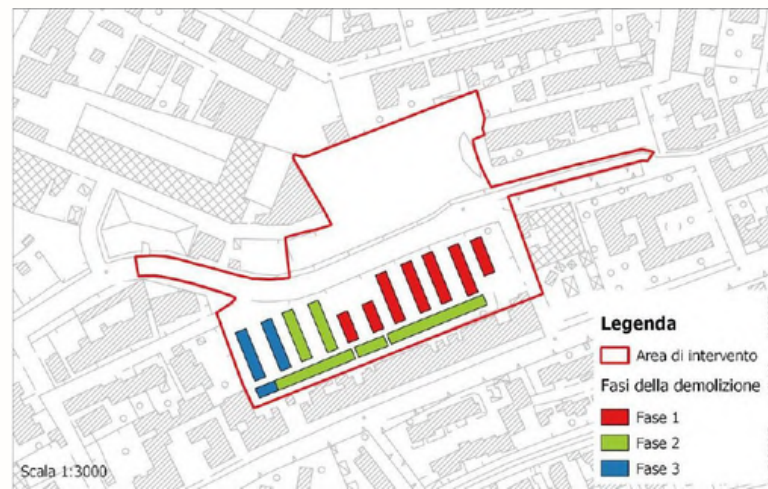 Legenda
Area di intervento
Fasi della demolizione
Fase 1
Fase 2
Fase 3
Scala 1:3000